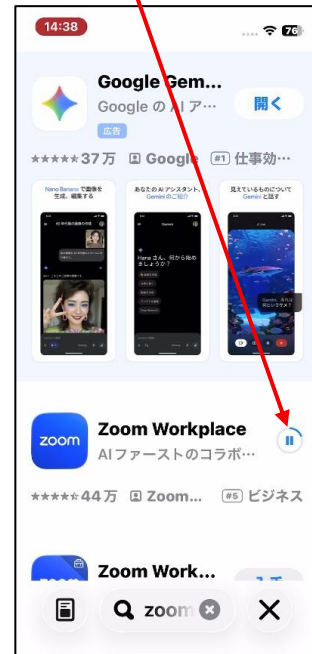 14:38
76
Google Gem...
Google の AI ア…
開く
広告
★★★★★37万 Google #1 仕事効…
Nano Banana で画像を
生成、編集する
あなたの AI アシスタント、
Gemini のご紹介
見えているものについて
Gemini と話す
Hana さん、何から始め
ましょうか？
zoom
Zoom Workplace
AIファーストのコラボ…
44万 Zoom... #5 ビジネス
Zoom Work...
zoom